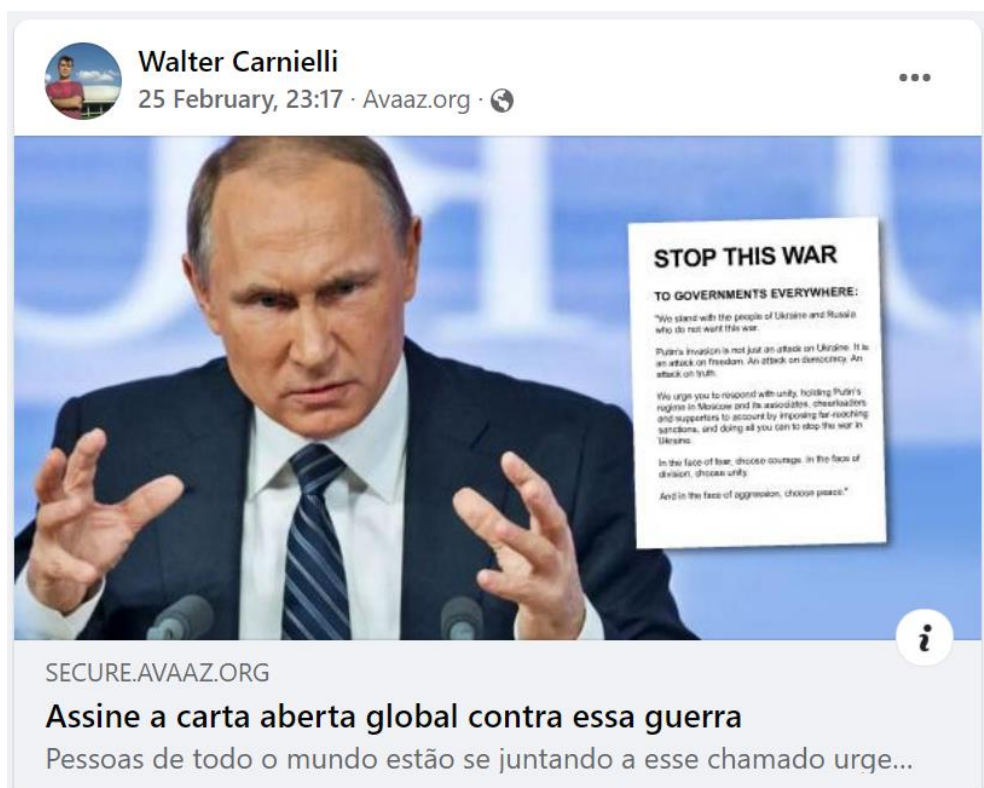 Walter Carnielli
25 February, 23:17 · Avaaz.org ·
STOP THIS WAR
TO GOVERNMENTS EVERYWHERE:
"We stand with the people of Ukraine and Russia
who do not want this war.
Putin's invasion is not just an attack on Ukraine. It is
an attack on freedom. An attack on democracy. An
attack on truth.
We urge you to respond with unity, holding Putin's
regime in Moscow and its associates, cheerleaders
and supporters to account by imposing far-reaching
sanctions, and doing all you can to stop the war in
Ukraine.
In the face of fear, choose courage. In the face of
division, choose unity.
And in the face of aggression, choose peace."
i
SECURE.AVAAZ.ORG
Assine a carta aberta global contra essa guerra
Pessoas de todo o mundo estão se juntando a esse chamado urge...